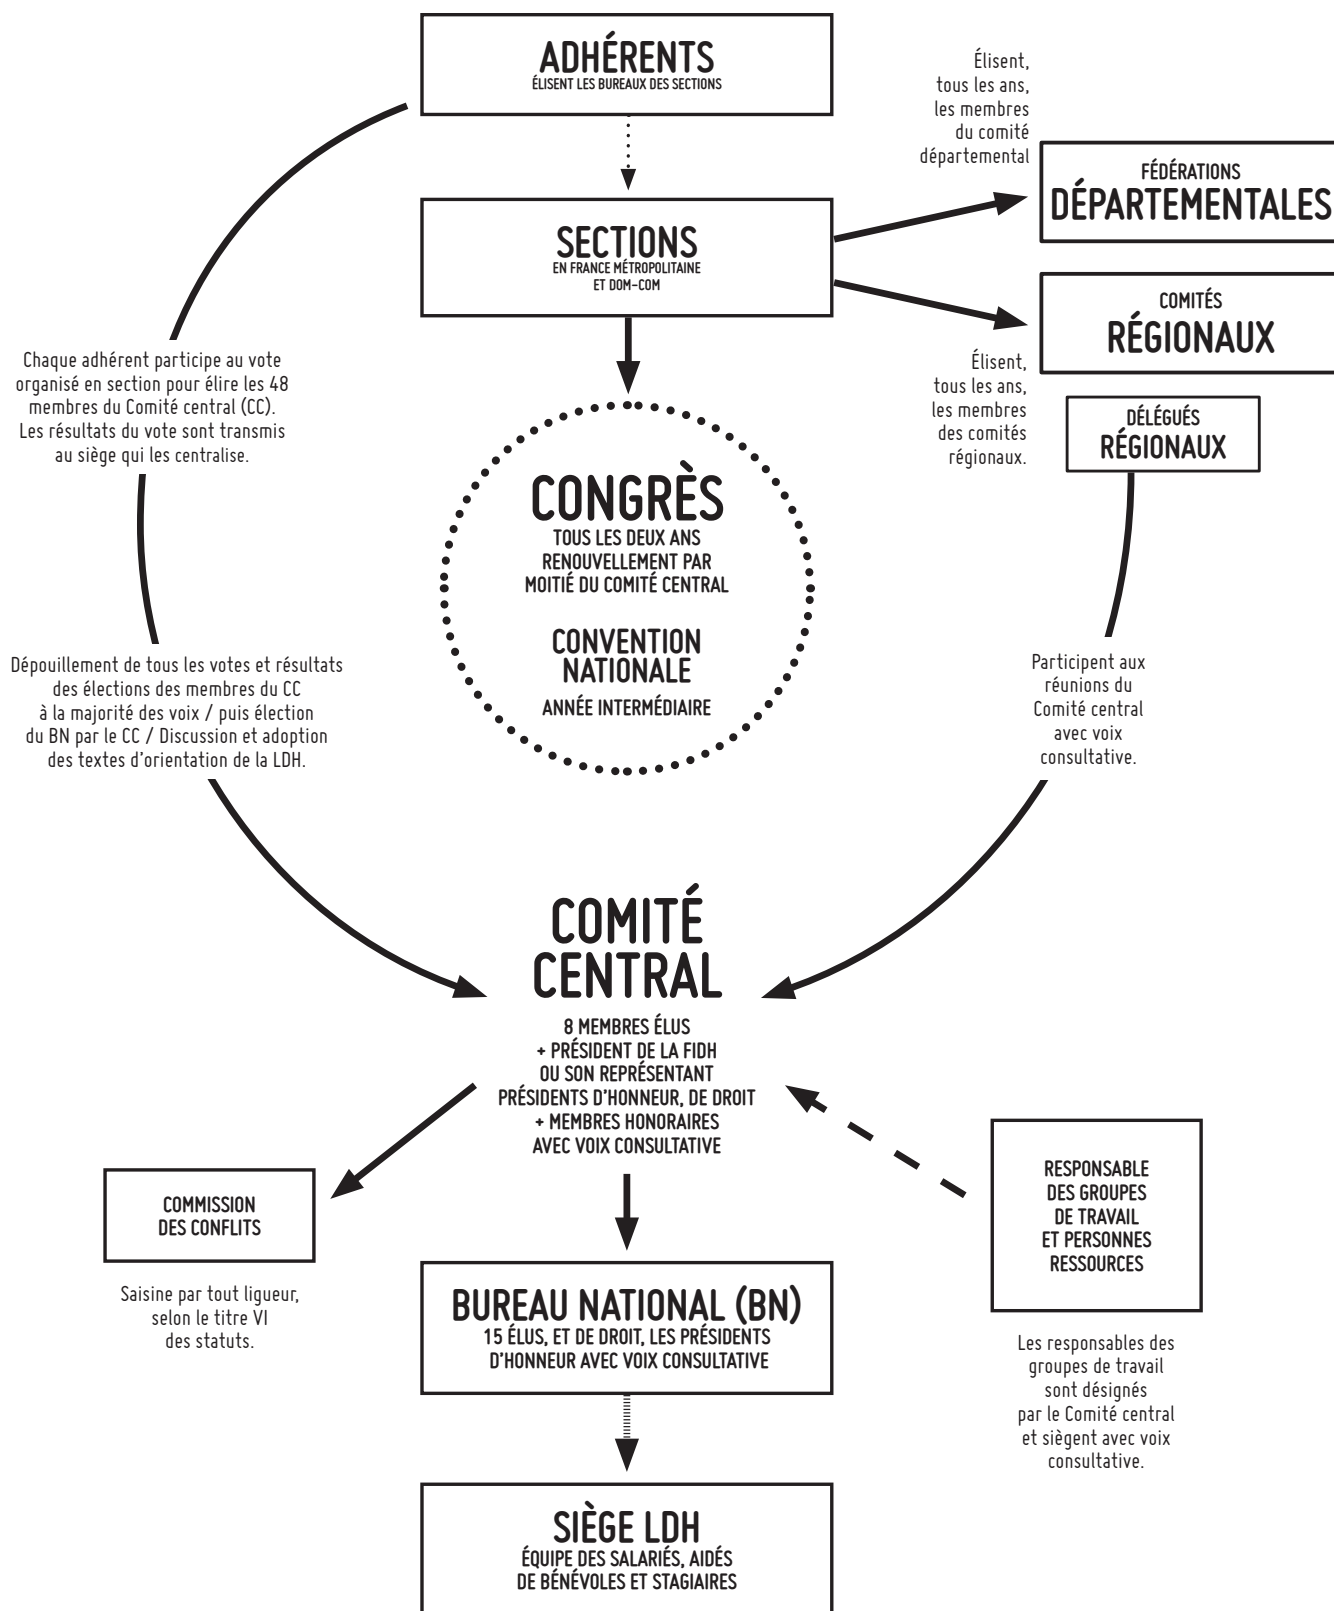 ADHÉRENTS
ÉLISENT LES BUREAUX DES SECTIONS
Élisent,
tous les ans,
les membres
du comité
départemental
FÉDÉRATIONS
DÉPARTEMENTALES
SECTIONS
EN FRANCE MÉTROPOLITAINE
ET DOM-COM
COMITÉS
RÉGIONAUX
Élisent,
tous les ans,
les membres
des comités
régionaux.
DÉLÉGUÉS
RÉGIONAUX
Chaque adhérent participe au vote
organisé en section pour élire les 48
membres du Comité central (CC).
Les résultats du vote sont transmis
au siège qui les centralise.
CONGRÈS
TOUS LES DEUX ANS
RENOUVELLEMENT PAR
MOITIÉ DU COMITÉ CENTRAL
CONVENTION
NATIONALE
ANNÉE INTERMÉDIAIRE
Dépouillement de tous les votes et résultats
des élections des membres du CC
à la majorité des voix / puis élection
du BN par le CC / Discussion et adoption
des textes d'orientation de la LDH.
Participent aux
réunions du
Comité central
avec voix
consultative.
COMITÉ
CENTRAL
8 MEMBRES ÉLUS
+ PRÉSIDENT DE LA FIDH
OU SON REPRÉSENTANT
PRÉSIDENTS D'HONNEUR, DE DROIT
+ MEMBRES HONORAIRES
AVEC VOIX CONSULTATIVE
COMMISSION
DES CONFLITS
Saisine par tout ligueur,
selon le titre VI
des statuts.
RESPONSABLE
DES GROUPES
DE TRAVAIL
ET PERSONNES
RESSOURCES
Les responsables des
groupes de travail
sont désignés
par le Comité central
et siègent avec voix
consultative.
BUREAU NATIONAL (BN)
15 ÉLUS, ET DE DROIT, LES PRÉSIDENTS
D'HONNEUR AVEC VOIX CONSULTATIVE
SIÈGE LDH
ÉQUIPE DES SALARIÉS, AIDÉS
DE BÉNÉVOLES ET STAGIAIRES